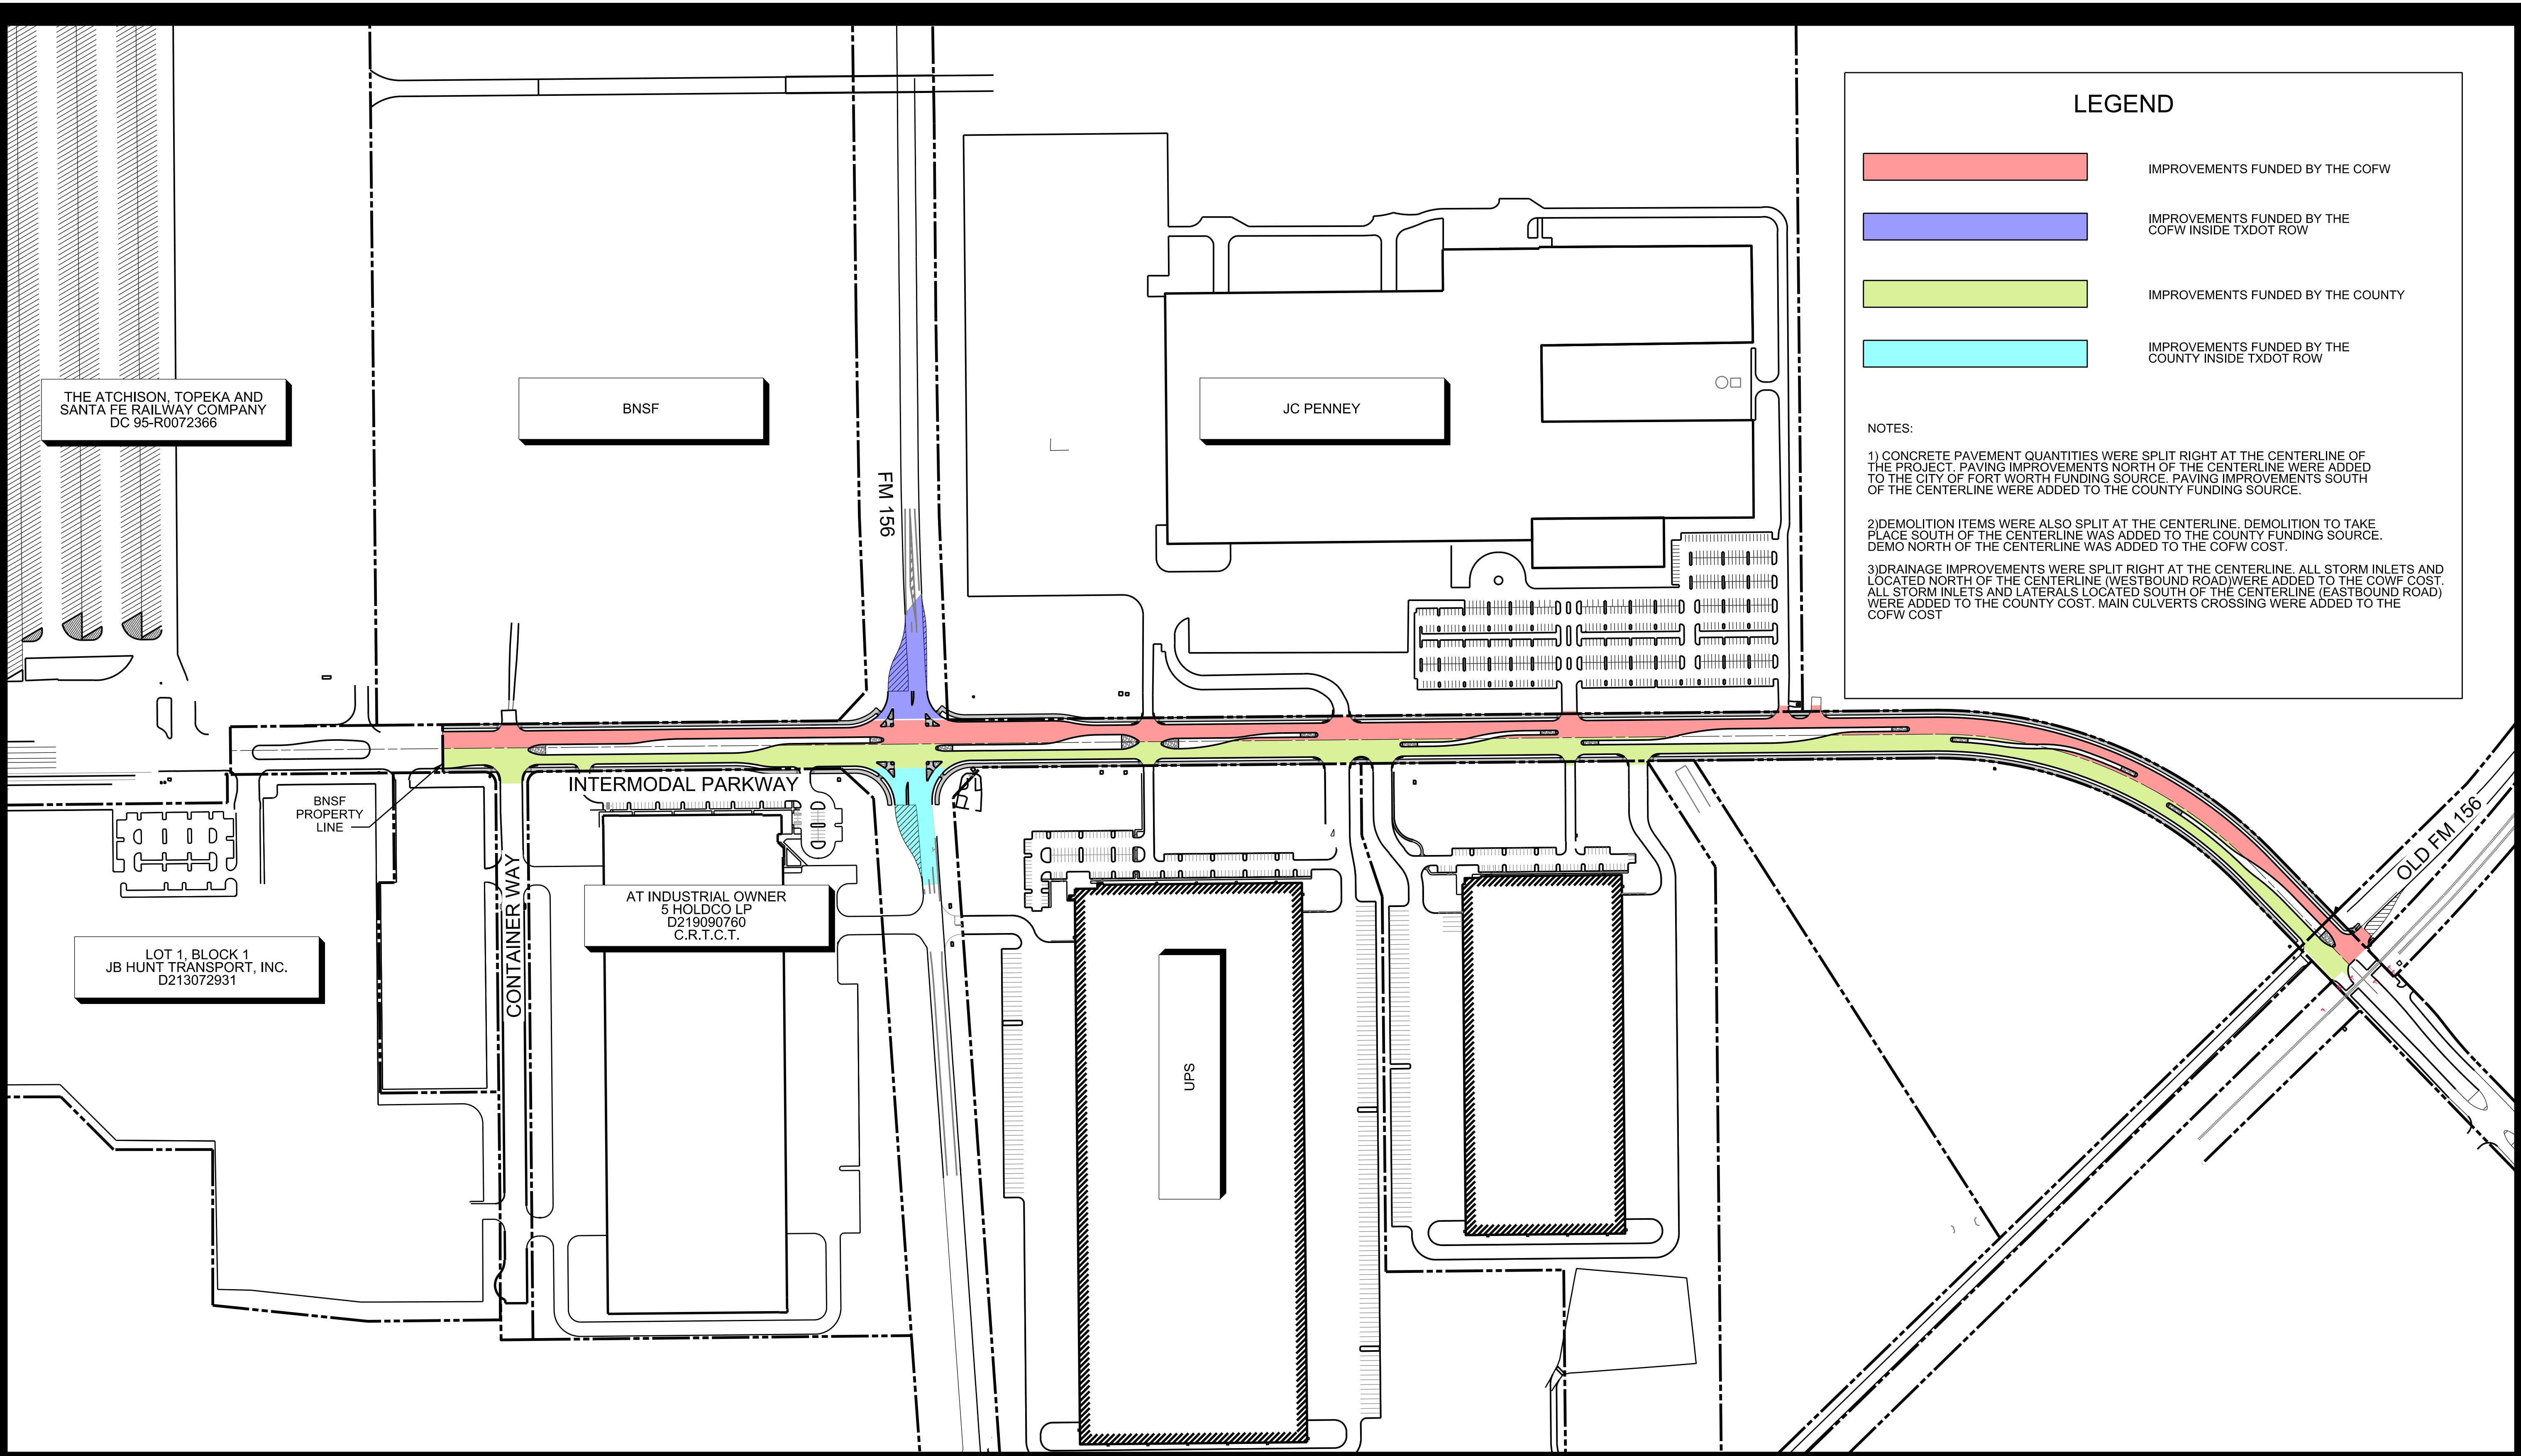 LEGEND
IMPROVEMENTS FUNDED BY THE COFW
IMPROVEMENTS FUNDED BY THE
COFW INSIDE TXDOT ROW
IMPROVEMENTS FUNDED BY THE COUNTY
IMPROVEMENTS FUNDED BY THE
COUNTY INSIDE TXDOT ROW
NOTES:
1) CONCRETE PAVEMENT QUANTITIES WERE SPLIT RIGHT AT THE CENTERLINE OF
THE PROJECT. PAVING IMPROVEMENTS NORTH OF THE CENTERLINE WERE ADDED
TO THE CITY OF FORT WORTH FUNDING SOURCE. PAVING IMPROVEMENTS SOUTH
OF THE CENTERLINE WERE ADDED TO THE COUNTY FUNDING SOURCE.
2)DEMOLITION ITEMS WERE ALSO SPLIT AT THE CENTERLINE. DEMOLITION TO TAKE
PLACE SOUTH OF THE CENTERLINE WAS ADDED TO THE COUNTY FUNDING SOURCE.
DEMO NORTH OF THE CENTERLINE WAS ADDED TO THE COFW COST.
3)DRAINAGE IMPROVEMENTS WERE SPLIT RIGHT AT THE CENTERLINE. ALL STORM INLETS AND
LOCATED NORTH OF THE CENTERLINE (WESTBOUND ROAD)WERE ADDED TO THE COWF COST.
ALL STORM INLETS AND LATERALS LOCATED SOUTH OF THE CENTERLINE (EASTBOUND ROAD)
WERE ADDED TO THE COUNTY COST. MAIN CULVERTS CROSSING WERE ADDED TO THE
COFW COST
THE ATCHISON, TOPEKA AND
SANTA FE RAILWAY COMPANY
DC 95-R0072366
BNSF
JC PENNEY
FM 156
INTERMODAL PARKWAY
BNSF
PROPERTY
LINE
OLD FM 156
CONTAINER WAY
AT INDUSTRIAL OWNER
5 HOLDCO LP
D219090760
C.R.T.C.T.
LOT 1, BLOCK 1
JB HUNT TRANSPORT, INC.
D213072931
UPS